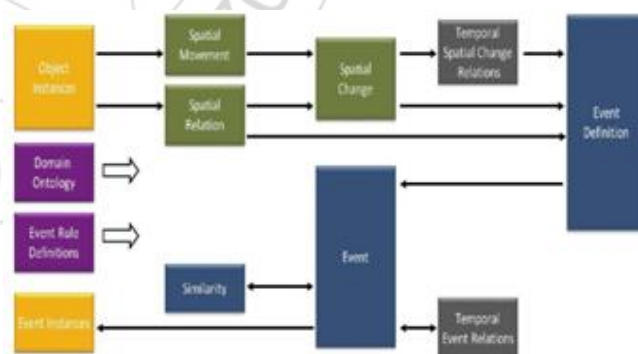 Object
Instances
Spatial
Movement
Spatial
Relation
Spatial
Change
Temporal
Spatial Change
Relations
Event
Definition
Domain
Ontology
Event Rule
Definitions
Event
Similarity
Event Instances
Temporal
Event Relations